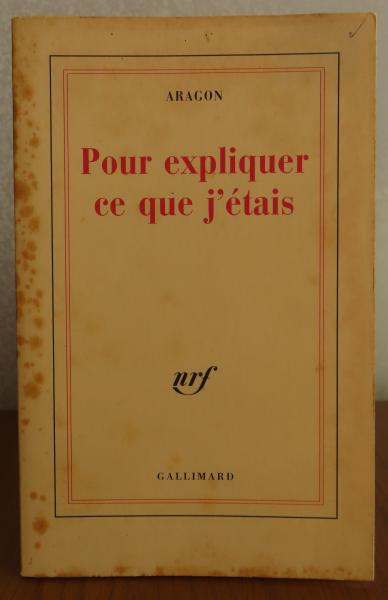 ARAGON
Pour expliquer
ce que j'étais
nrf
GALLIMARD